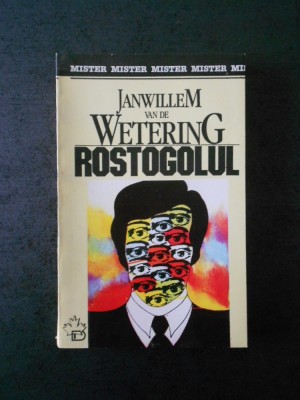 MISTER MISTER MISTER MISTER MI
JANWILLEM
VAN DE
WETERING
ROSTOGOLUL